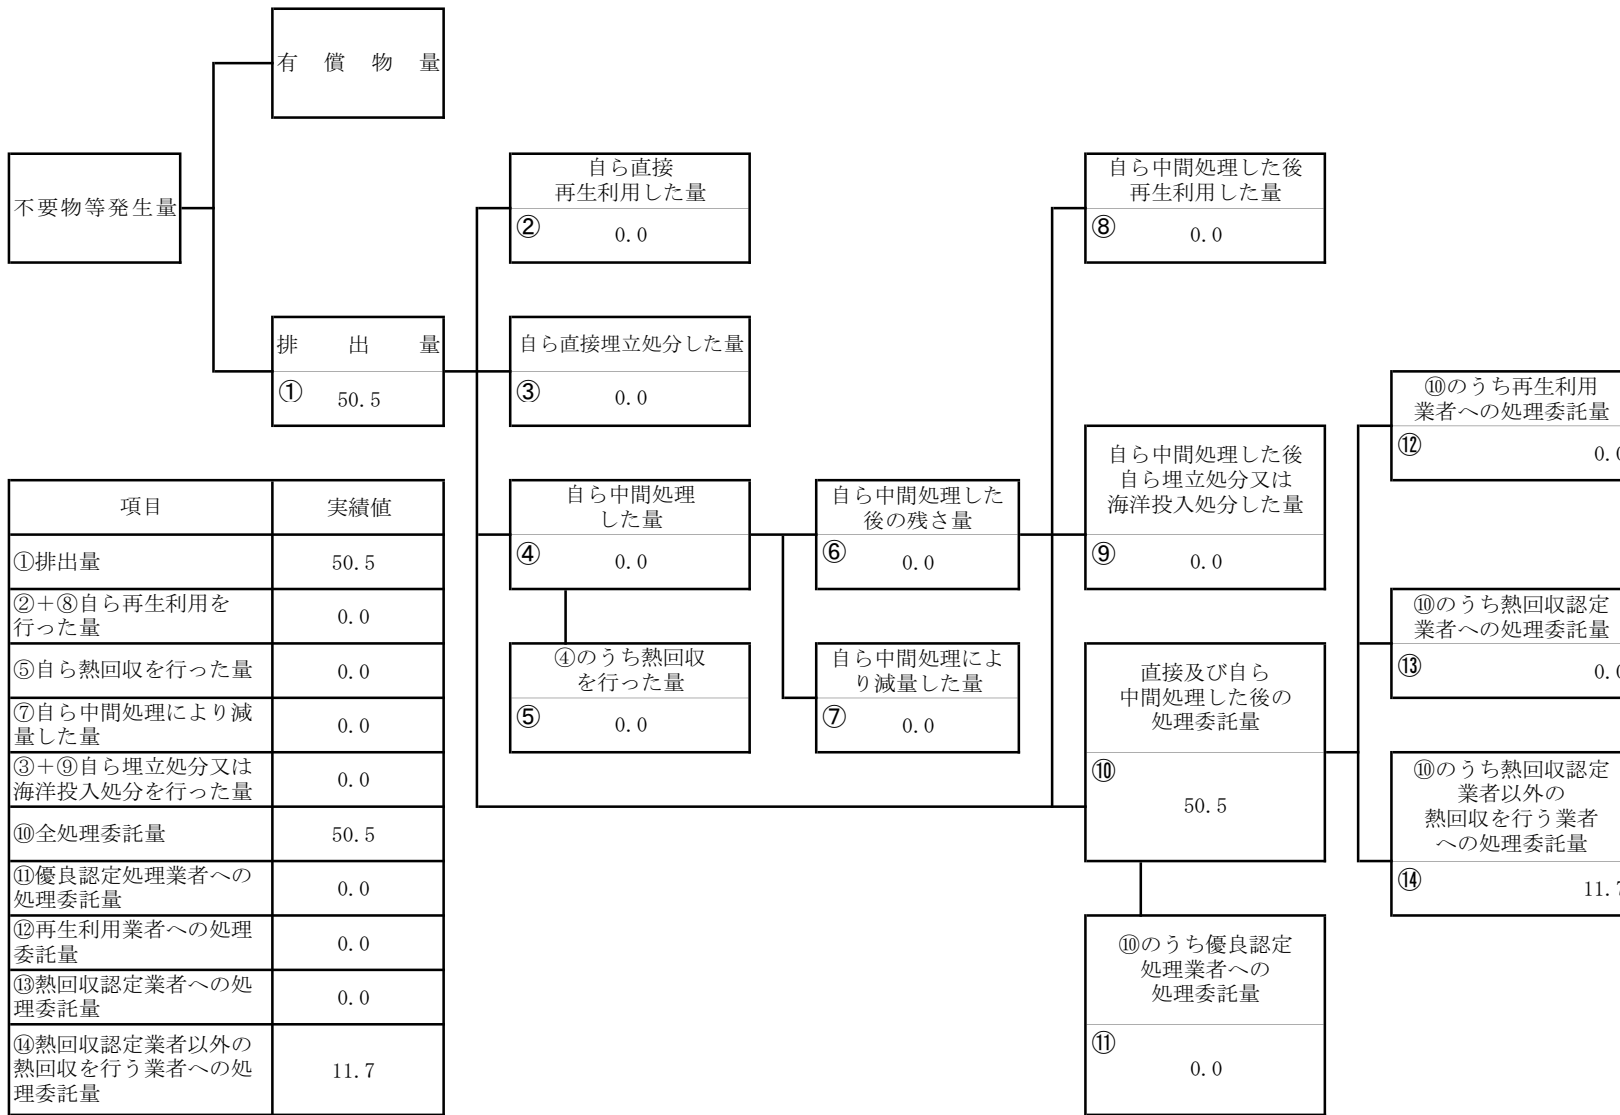 有償物量
不要物等発生量
排出量
① 50.5
自ら直接
再生利用した量
② 0.0
自ら直接埋立処分した量
③ 0.0
自ら中間処理
した量
④ 0.0
④のうち熱回収
を行った量
⑤ 0.0
自ら中間処理した
後の残さ量
⑥ 0.0
自ら中間処理によ
り減量した量
⑦ 0.0
自ら中間処理した後
再生利用した量
⑧ 0.0
自ら中間処理した後
自ら埋立処分又は
海洋投入処分した量
⑨ 0.0
直接及び自ら
中間処理した後の
処理委託量
⑩
50.5
⑩のうち優良認定
処理業者への
処理委託量
⑪
0.0
⑩のうち再生利用
業者への処理委託量
⑫ 0.0
⑩のうち熱回収認定
業者への処理委託量
⑬ 0.0
⑩のうち熱回収認定
業者以外の
熱回収を行う業者
への処理委託量
⑭ 11.7
項目 実績値
①排出量 50.5
②+⑧自ら再生利用を
行った量 0.0
⑤自ら熱回収を行った量 0.0
⑦自ら中間処理により減
量した量 0.0
③+⑨自ら埋立処分又は
海洋投入処分を行った量 0.0
⑩全処理委託量 50.5
⑪優良認定処理業者への
処理委託量 0.0
⑫再生利用業者への処理
委託量 0.0
⑬熱回収認定業者への処
理委託量 0.0
⑭熱回収認定業者以外の
熱回収を行う業者への処
理委託量 11.7